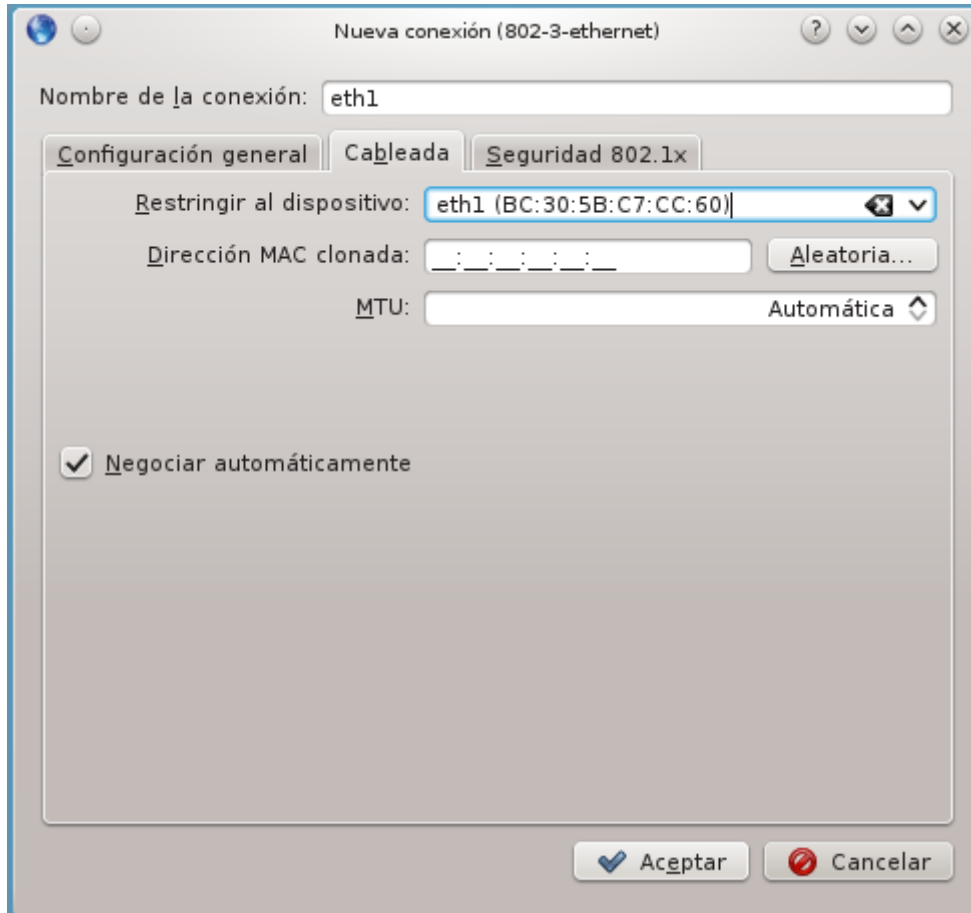 Nueva conexión (802-3-ethernet)
Nombre de la conexión: eth1
Configuración general Cableada Seguridad 802.1x
Restringir al dispositivo: eth1 (BC:30:5B:C7:CC:60)
Dirección MAC clonada: __:__:__:__:__:__ Aleatoria...
MTU: Automática
Negociar automáticamente
Aceptar Cancelar